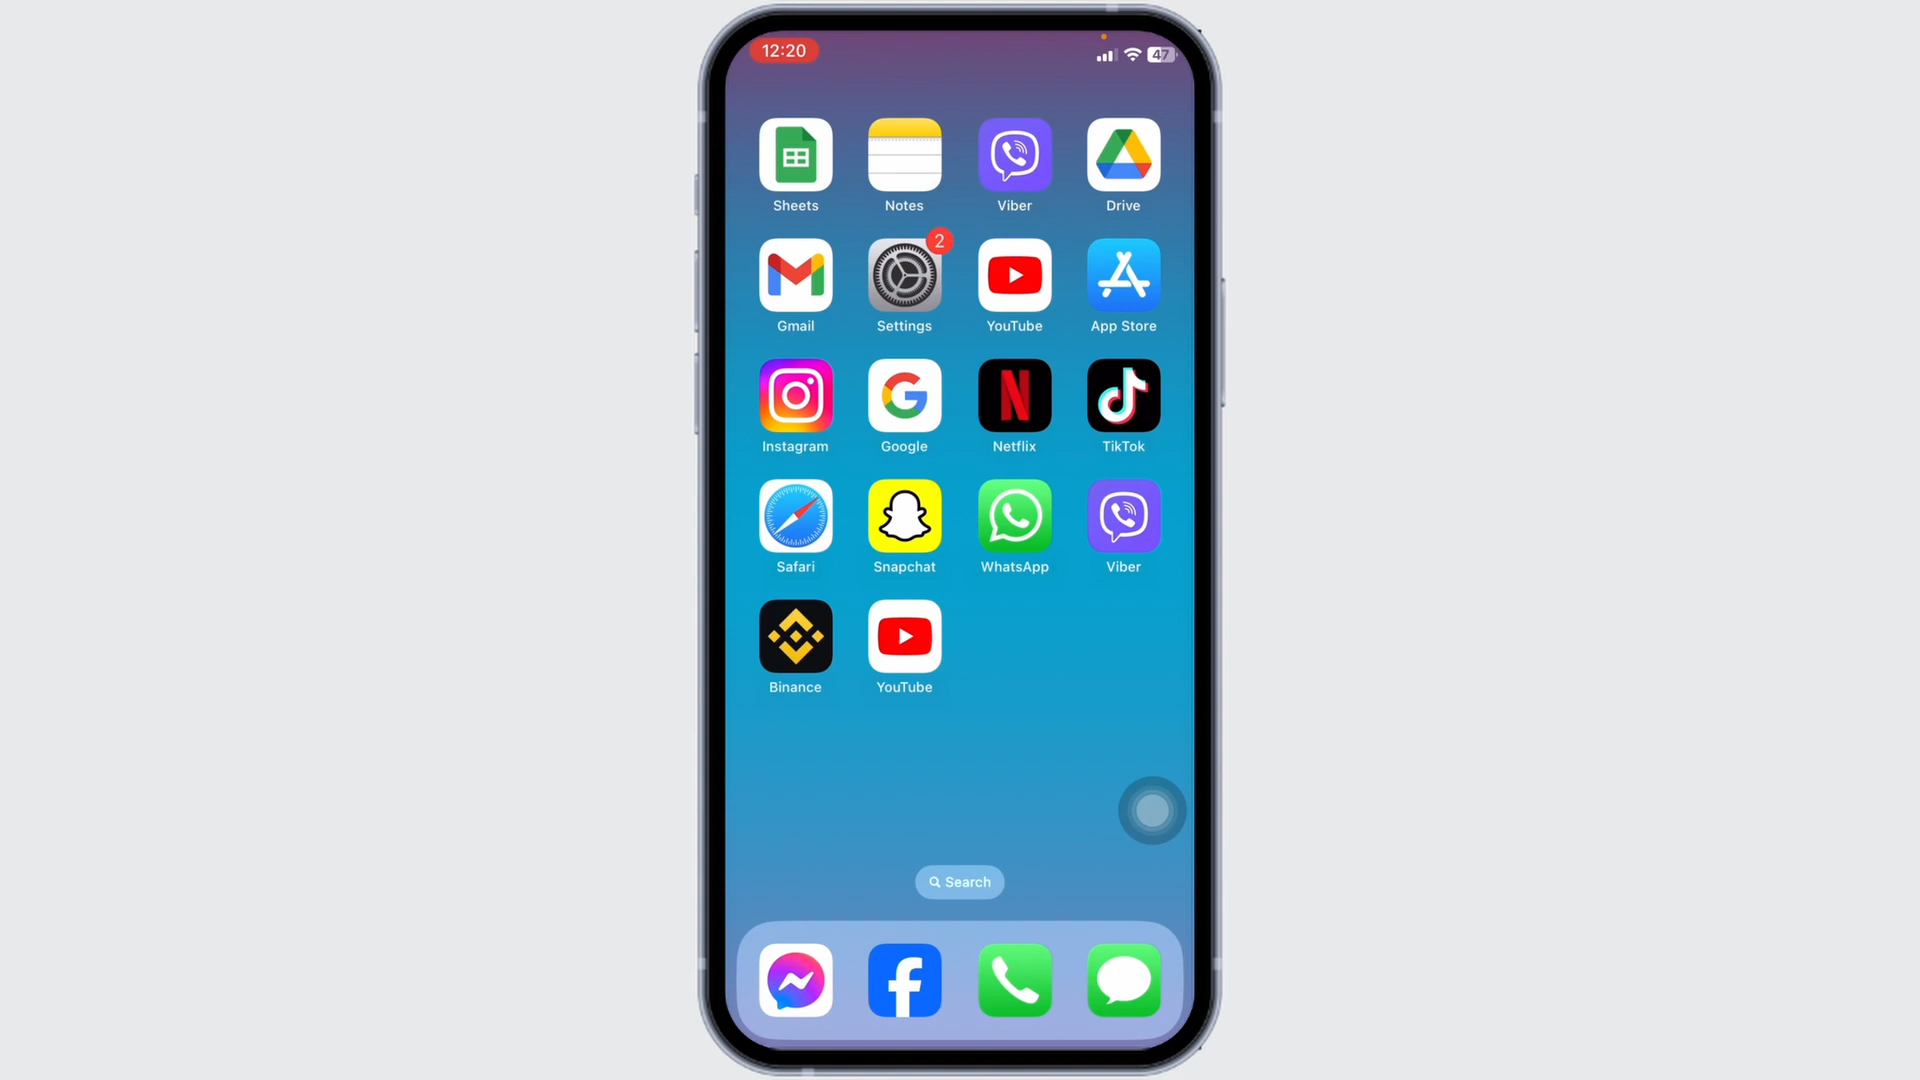 12:20 47
Sheets Notes Viber Drive
2
Gmail Settings YouTube App Store
Instagram Google Netflix TikTok
Safari Snapchat WhatsApp Viber
Binance YouTube
Search